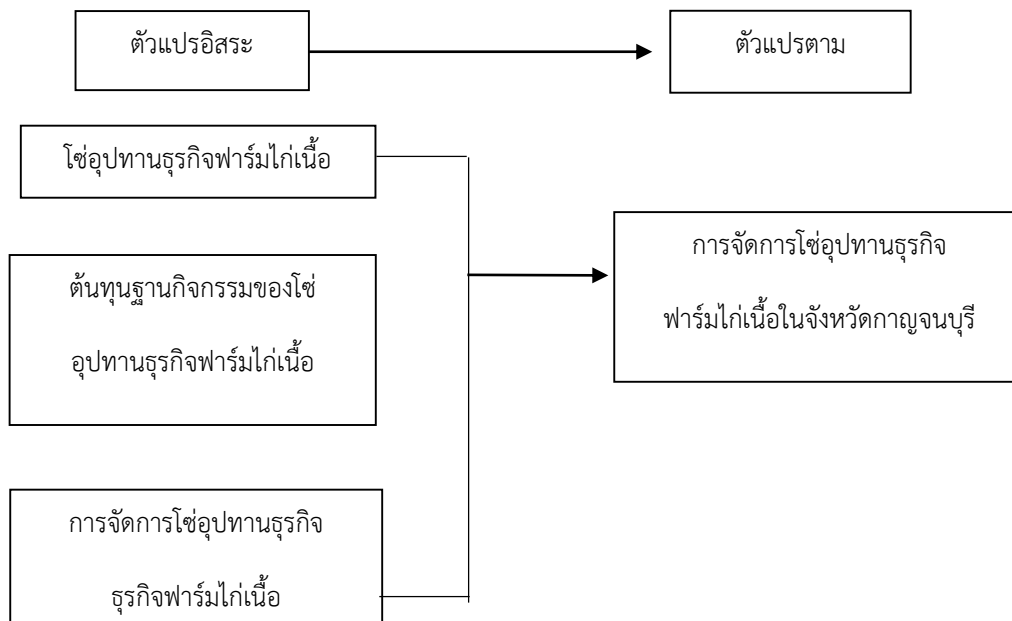 ตัวแปรอิสระ
ตัวแปรตาม
โซ่อุปทานธุรกิจฟาร์มไก่เนื้อ
ต้นทุนฐานกิจกรรมของโซ่
อุปทานธุรกิจฟาร์มไก่เนื้อ
การจัดการโซ่อุปทานธุรกิจ
ธุรกิจฟาร์มไก่เนื้อ
การจัดการโซ่อุปทานธุรกิจ
ฟาร์มไก่เนื้อในจังหวัดกาญจนบุรี